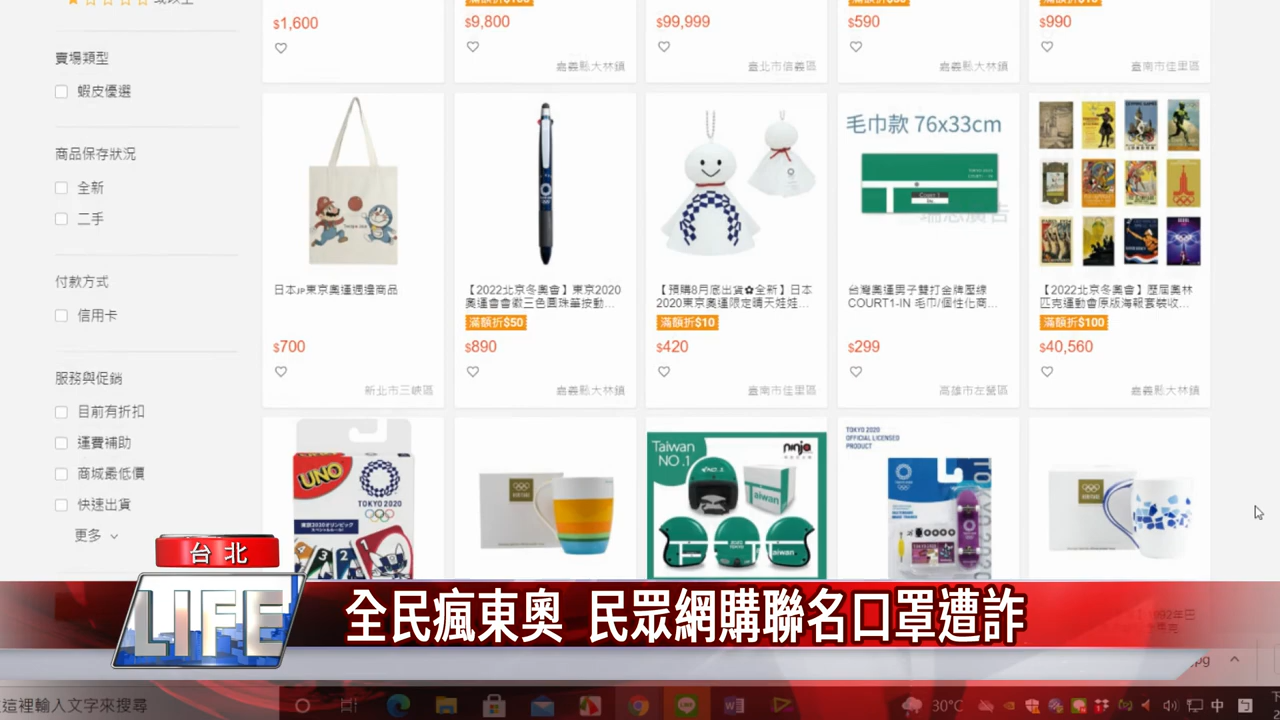 $1,600
$9,800
$99,999
$590
$990
嘉義縣大林鎮
臺北市信義區
嘉義縣大林鎮
臺南市佳里區
賣場類型
蝦皮優選
商品保存狀況
全新
二手
付款方式
信用卡
服務與促銷
目前有折扣
運費補助
商城最低價
快速出貨
更多
毛巾款 76x33cm
日本JP東京奧運週邊商品
$700
新北市三峽區
【2022北京冬奧會】東京2020
奧運會會徽三色圓珠筆按動…
滿額折$50
$890
嘉義縣大林鎮
【預購8月底出貨✿全新】日本
2020東京奧運限定晴天娃娃…
滿額折$10
$420
臺南市佳里區
台灣奧運男子雙打金牌壓線
COURT1-IN 毛巾/個性化商…
$299
高雄市左營區
【2022北京冬奧會】歷屆奧林
匹克運動會原版海報套裝收…
滿額折$100
$40,560
嘉義縣大林鎮
UNO
TOKYO 2020
Taiwan
NO.1
ninja
Taiwan
TOKYO 2020
OFFICIAL LICENSED
PRODUCT
台北
LIFE
全民瘋東奧 民眾網購聯名口罩遭詐
這裡輸入文字來搜尋
30°C
中